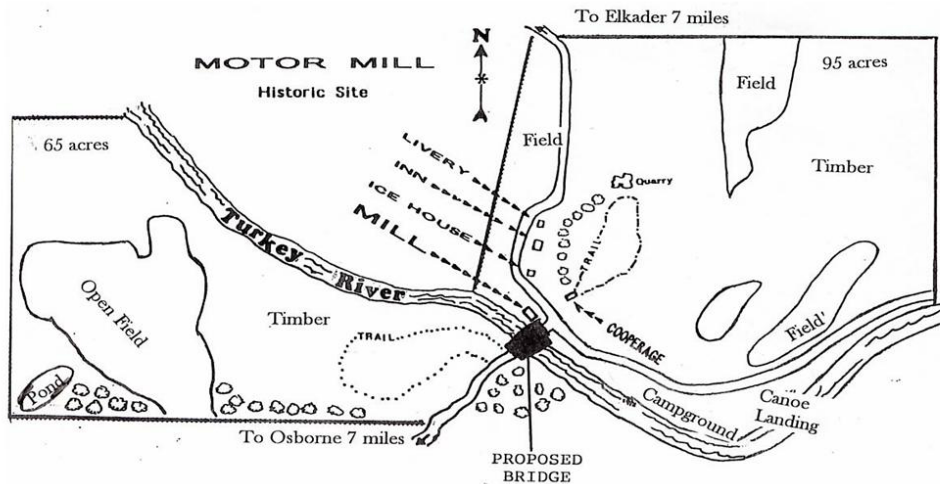 To Elkader 7 miles
N
MOTOR MILL
Historic Site
95 acres
Field
65 acres
Field
Timber
LIVERY
INN
ICE HOUSE
MILL
Quarry
TRAIL
Turkey River
Open Field
Timber
TRAIL
COOPERAGE
Field'
Pond
Campground
Canoe
Landing
To Osborne 7 miles
PROPOSED
BRIDGE